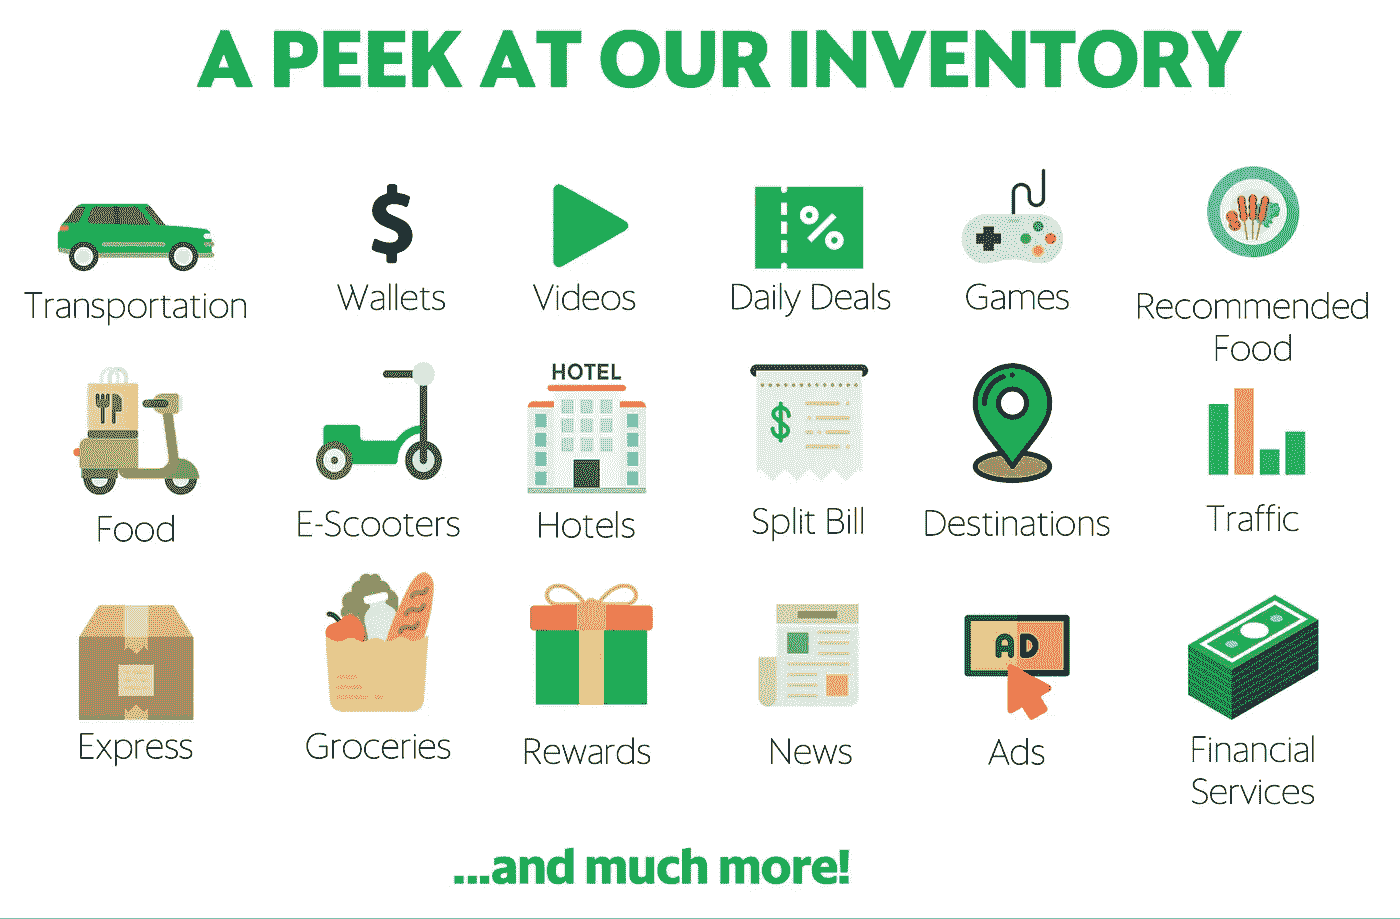 A PEEK AT OUR INVENTORY
Transportation
Wallets
Videos
%
Daily Deals
Games
Recommended
Food
Food
E-Scooters
HOTEL
Hotels
$
Split Bill
Destinations
Traffic
Express
Groceries
Rewards
News
AD
Ads
Financial
Services
...and much more!